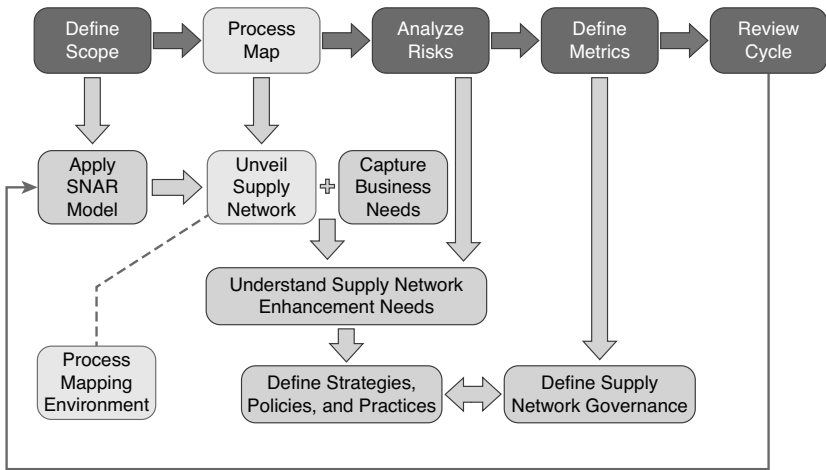 Define
Scope
Process
Map
Analyze
Risks
Define
Metrics
Review
Cycle
Apply
SNAR
Model
Unveil
Supply
Network
+
Capture
Business
Needs
Understand Supply Network
Enhancement Needs
Process
Mapping
Environment
Define Strategies,
Policies, and Practices
Define Supply
Network Governance